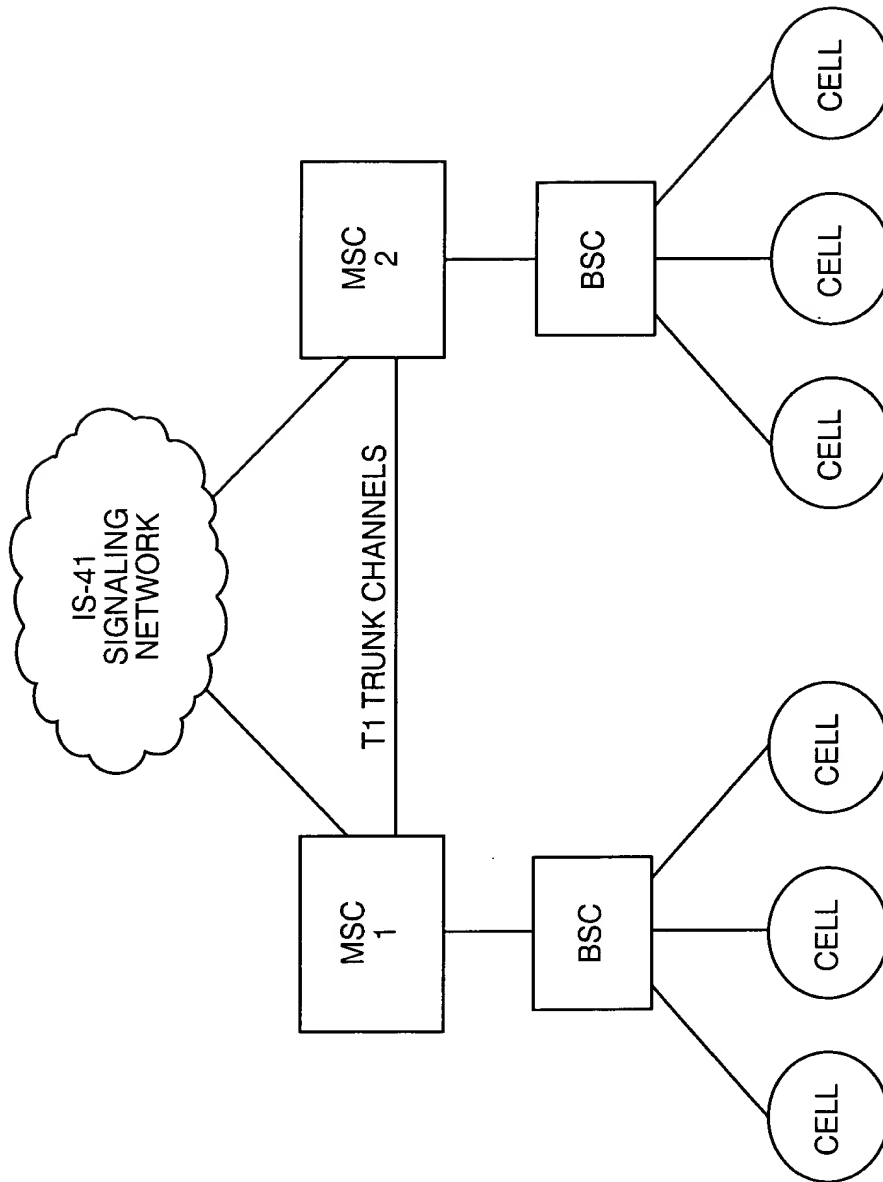 IS-41
SIGNALING
NETWORK
T1 TRUNK CHANNELS
MSC
1
MSC
2
BSC
BSC
CELL
CELL
CELL
CELL
CELL
CELL